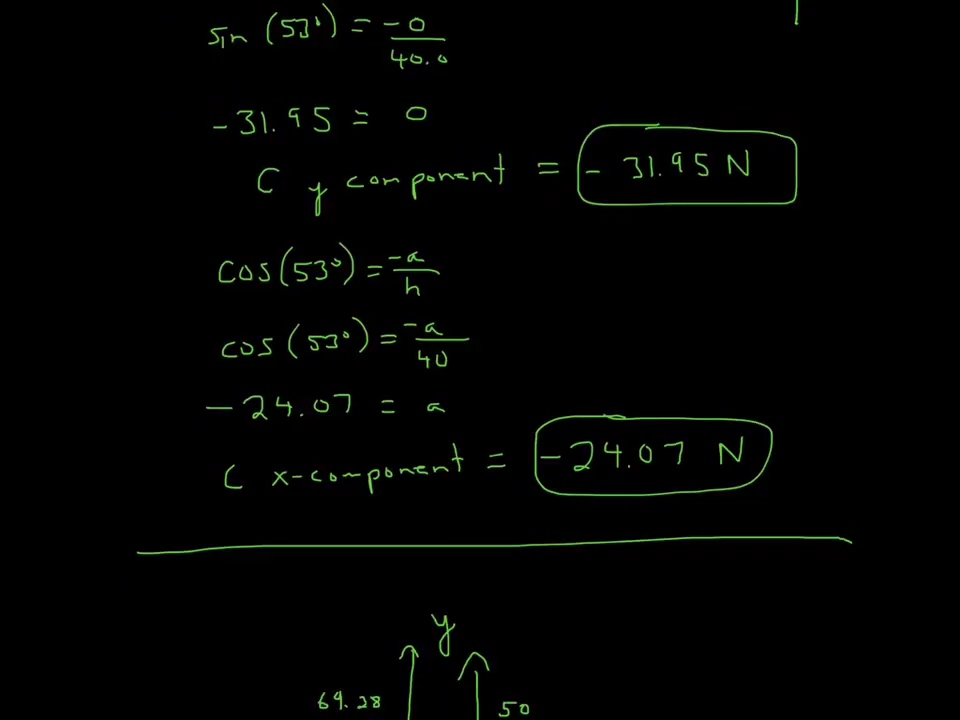 sin (53°) = -o/40.0
-31.95 = o
C y component = -31.95 N
cos(53°) = -a/h
cos (53°) = -a/40
-24.07 = a
C x-component = -24.07 N
y
69.28 50